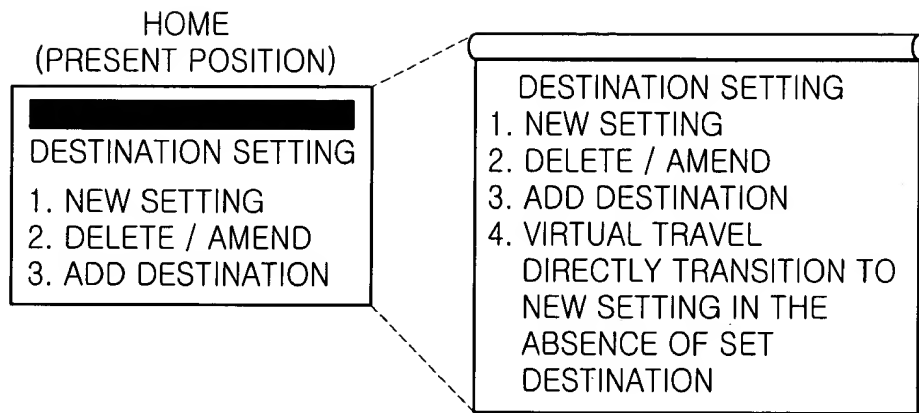 HOME
(PRESENT POSITION)
DESTINATION SETTING
1. NEW SETTING
2. DELETE / AMEND
3. ADD DESTINATION
DESTINATION SETTING
1. NEW SETTING
2. DELETE / AMEND
3. ADD DESTINATION
4. VIRTUAL TRAVEL
DIRECTLY TRANSITION TO
NEW SETTING IN THE
ABSENCE OF SET
DESTINATION